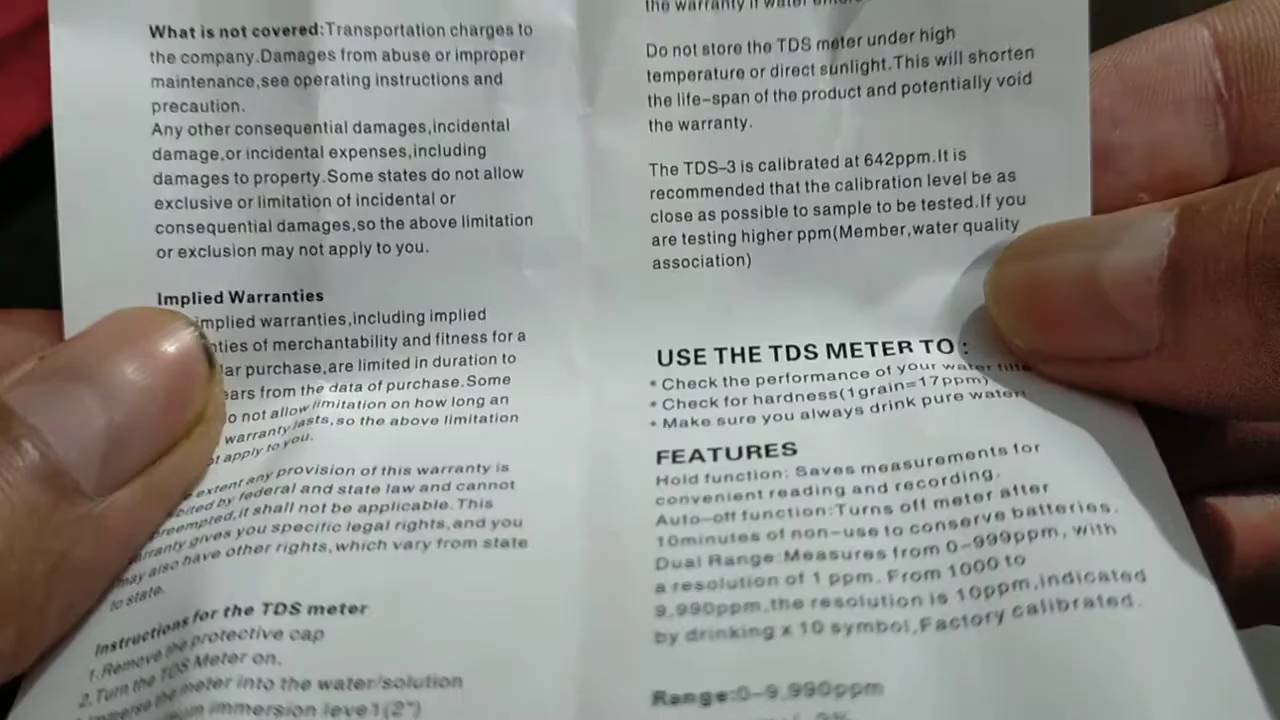 What is not covered:Transportation charges to
the company.Damages from abuse or improper
maintenance,see operating instructions and
precaution.
Any other consequential damages,incidental
damage,or incidental expenses,including
damages to property.Some states do not allow
exclusive or limitation of incidental or
consequential damages,so the above limitation
or exclusion may not apply to you.
Implied Warranties
implied warranties,including implied
of merchantability and fitness for a
purchase,are limited in duration to
from the data of purchase.Some
not allow limitation on how long an
warranty lasts,so the above limitation
apply to you.
extent any provision of this warranty is
by federal and state law and cannot
preempted,it shall not be applicable. This
gives you specific legal rights,and you
may also have other rights,which vary from state
to state.
Instructions for the TDS meter
1.Remove the protective cap
2.Turn the TDS Meter on.
meter into the water/solution
immersion leve1(2")
the warranty if water
Do not store the TDS meter under high
temperature or direct sunlight.This will shorten
the life-span of the product and potentially void
the warranty.
The TDS-3 is calibrated at 642ppm.It is
recommended that the calibration level be as
close as possible to sample to be tested.If you
are testing higher ppm(Member,water quality
association)
USE THE TDS METER TO :
• Check the performance of your water
• Check for hardness(1grain=17ppm)
• Make sure you always drink pure water!
FEATURES
Hold function: Saves measurements for
convenient reading and recording.
Auto-off function:Turns off meter after
10minutes of non-use to conserve batteries.
Dual Range:Measures from 0-999ppm, with
a resolution of 1 ppm. From 1000 to
9,990ppm,the resolution is 10ppm,indicated
by drinking x 10 symbol,Factory calibrated.
Range:0-9,990ppm